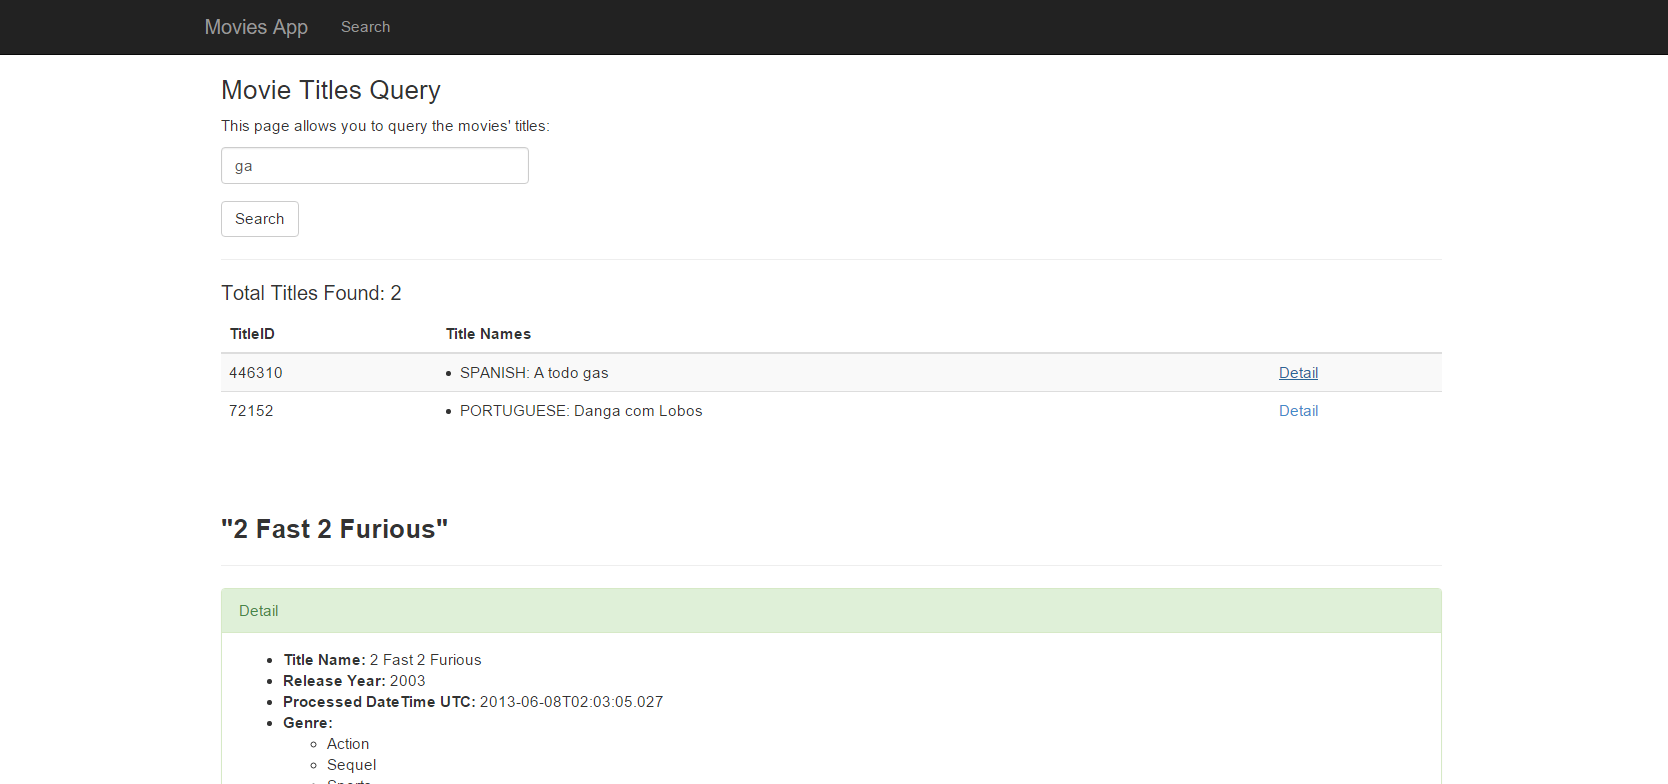 Movies App Search
Movie Titles Query
This page allows you to query the movies' titles:
ga
Search
Total Titles Found: 2
TitleID Title Names
446310 • SPANISH: A todo gas Detail
72152 • PORTUGUESE: Danga com Lobos Detail
"2 Fast 2 Furious"
Detail
• Title Name: 2 Fast 2 Furious
• Release Year: 2003
• Processed DateTime UTC: 2013-06-08T02:03:05.027
• Genre:
◦ Action
◦ Sequel